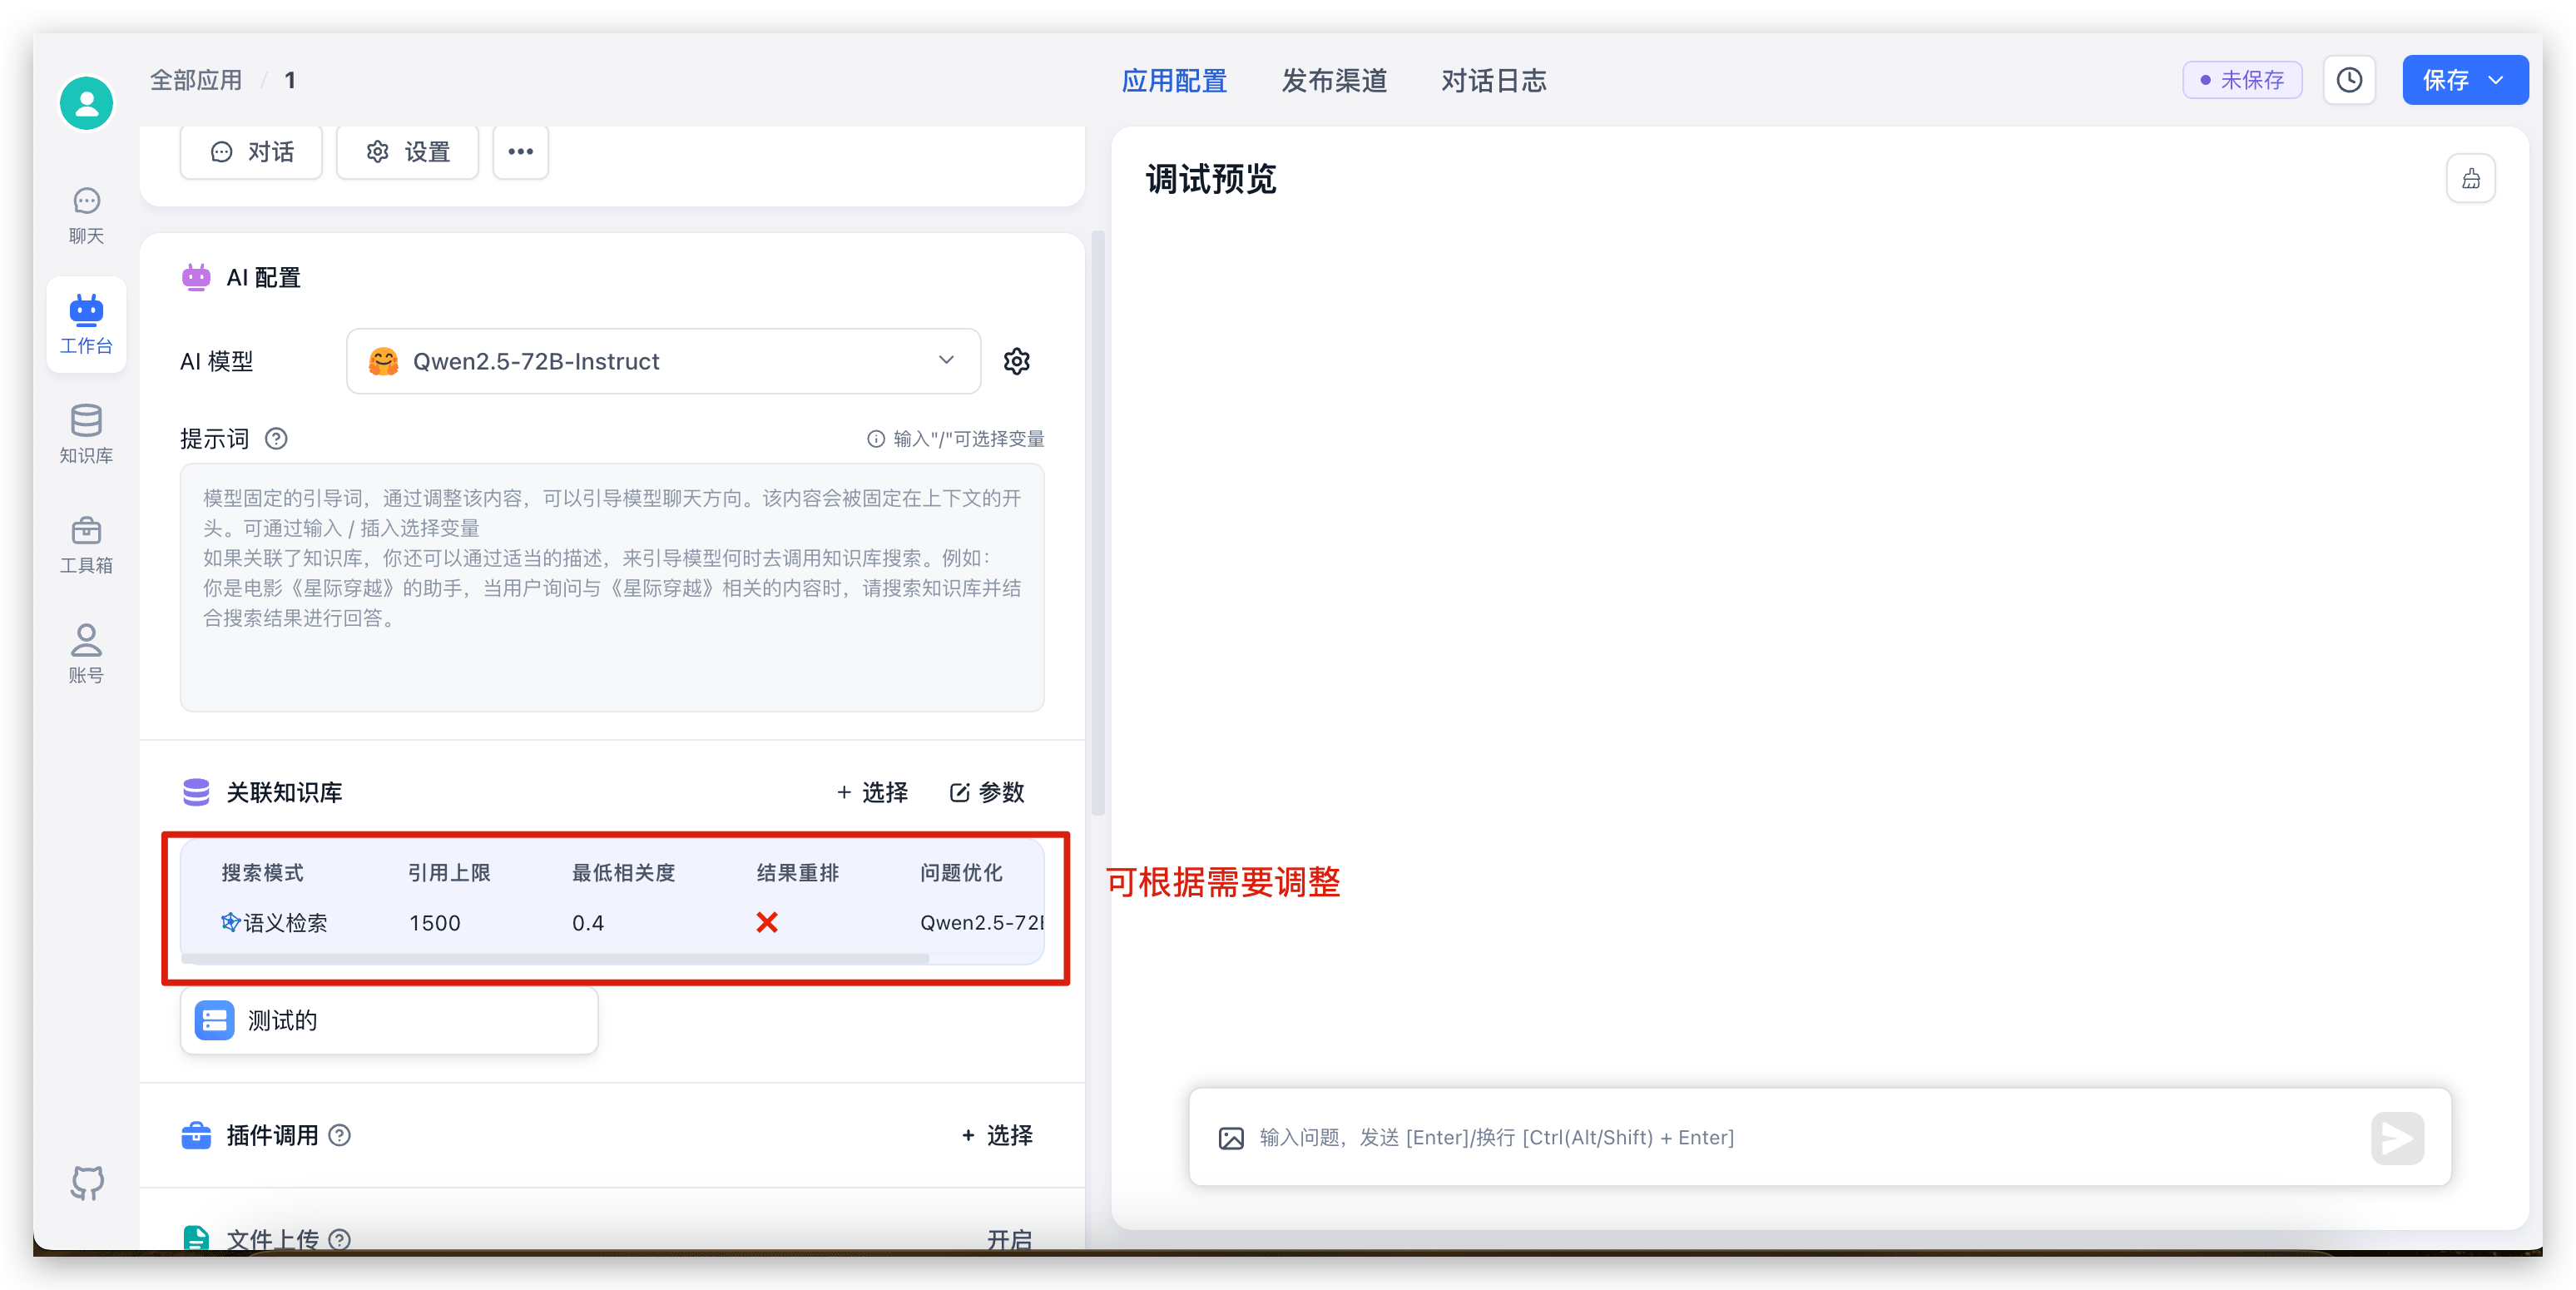 全部应用 / 1
应用配置
发布渠道
对话日志
未保存
保存
聊天
工作台
知识库
工具箱
账号
对话
设置
AI 配置
AI 模型
Qwen2.5-72B-Instruct
提示词
输入"/"可选择变量
模型固定的引导词，通过调整该内容，可以引导模型聊天方向。该内容会被固定在上下文的开
头。可通过输入 / 插入选择变量
如果关联了知识库，你还可以通过适当的描述，来引导模型何时去调用知识库搜索。例如：
你是电影《星际穿越》的助手，当用户询问与《星际穿越》相关的内容时，请搜索知识库并结
合搜索结果进行回答。
关联知识库
+ 选择
参数
搜索模式 引用上限 最低相关度 结果重排 问题优化
语义检索 1500 0.4 Qwen2.5-72
测试的
插件调用
+ 选择
文件上传
开启
调试预览
可根据需要调整
输入问题，发送 [Enter]/换行 [Ctrl(Alt/Shift) + Enter]